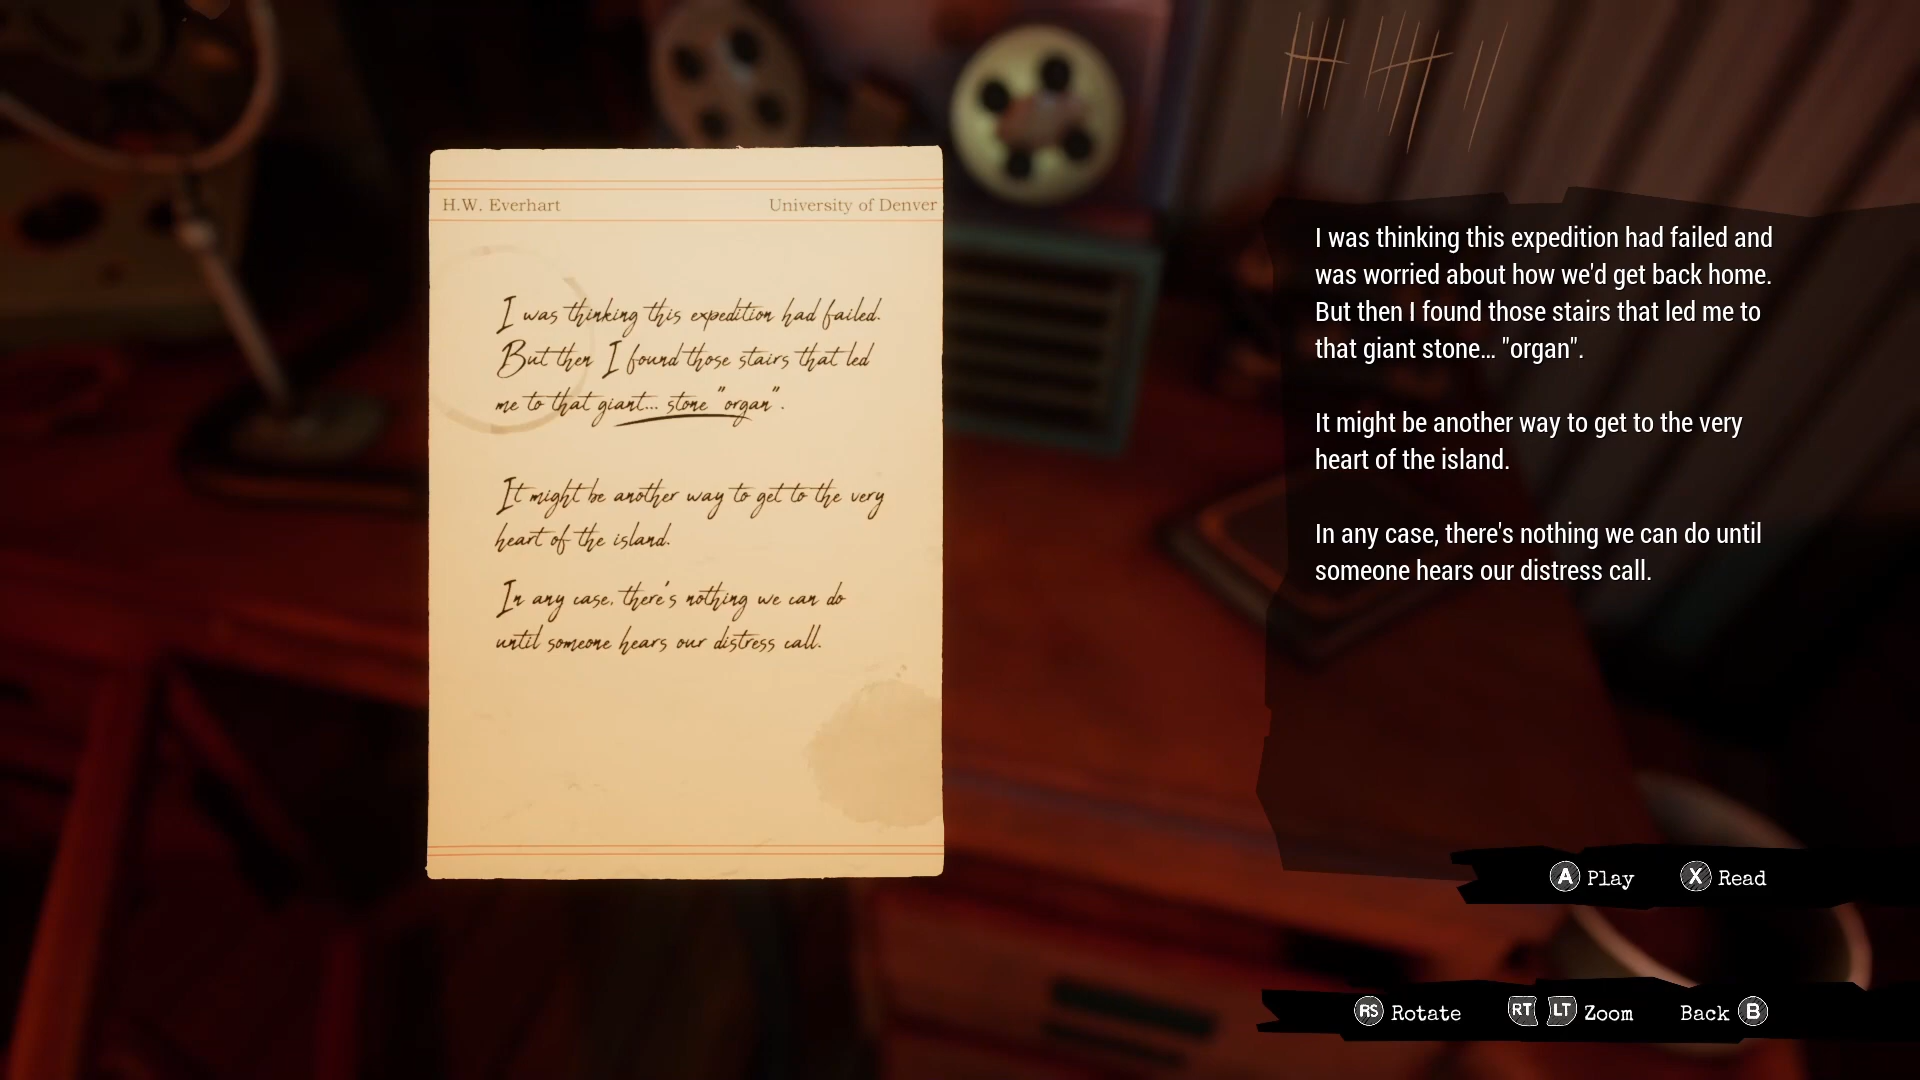 H.W. Everhart University of Denver
I was thinking this expedition had failed.
But then I found those stairs that led
me to that giant... stone "organ".
It might be another way to get to the very
heart of the island.
In any case, there's nothing we can do
until someone hears our distress call.
I was thinking this expedition had failed and
was worried about how we'd get back home.
But then I found those stairs that led me to
that giant stone... "organ".
It might be another way to get to the very
heart of the island.
In any case, there's nothing we can do until
someone hears our distress call.
A Play X Read
RS Rotate RT LT Zoom Back B